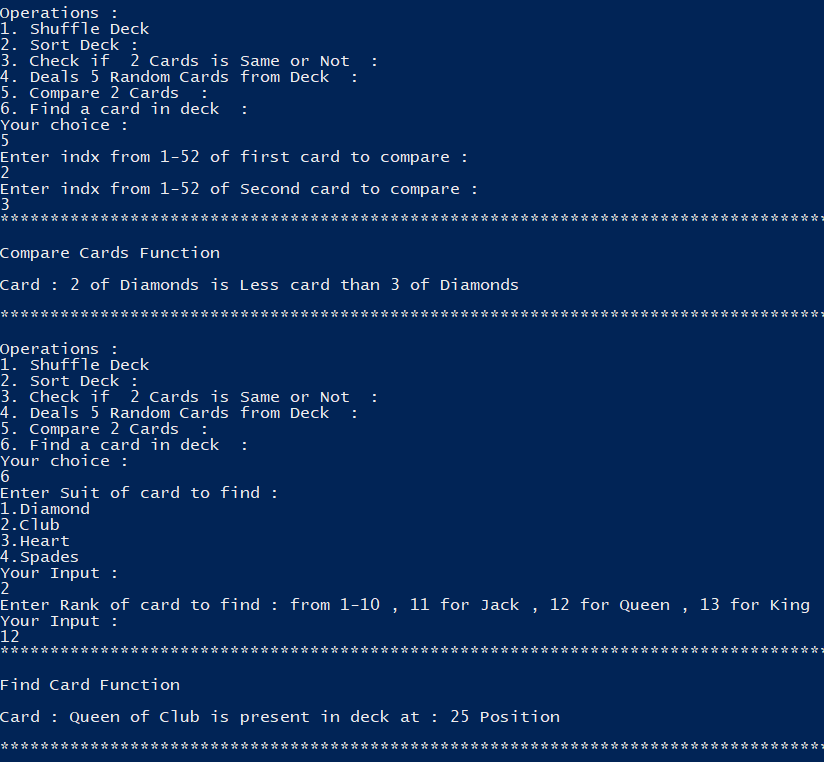 Operations :
1. Shuffle Deck
2. Sort Deck :
3. Check if  2 Cards is Same or Not  :
4. Deals 5 Random Cards from Deck  :
5. Compare 2 Cards  :
6. Find a card in deck  :
Your choice :
5
Enter indx from 1-52 of first card to compare :
2
Enter indx from 1-52 of Second card to compare :
3
***********************************************************************************
Compare Cards Function
Card : 2 of Diamonds is Less card than 3 of Diamonds
***********************************************************************************
Operations :
1. Shuffle Deck
2. Sort Deck :
3. Check if  2 Cards is Same or Not  :
4. Deals 5 Random Cards from Deck  :
5. Compare 2 Cards  :
6. Find a card in deck  :
Your choice :
6
Enter Suit of card to find :
1.Diamond
2.Club
3.Heart
4.Spades
Your Input :
2
Enter Rank of card to find : from 1-10 , 11 for Jack , 12 for Queen , 13 for King
Your Input :
12
***********************************************************************************
Find Card Function
Card : Queen of Club is present in deck at : 25 Position
***********************************************************************************